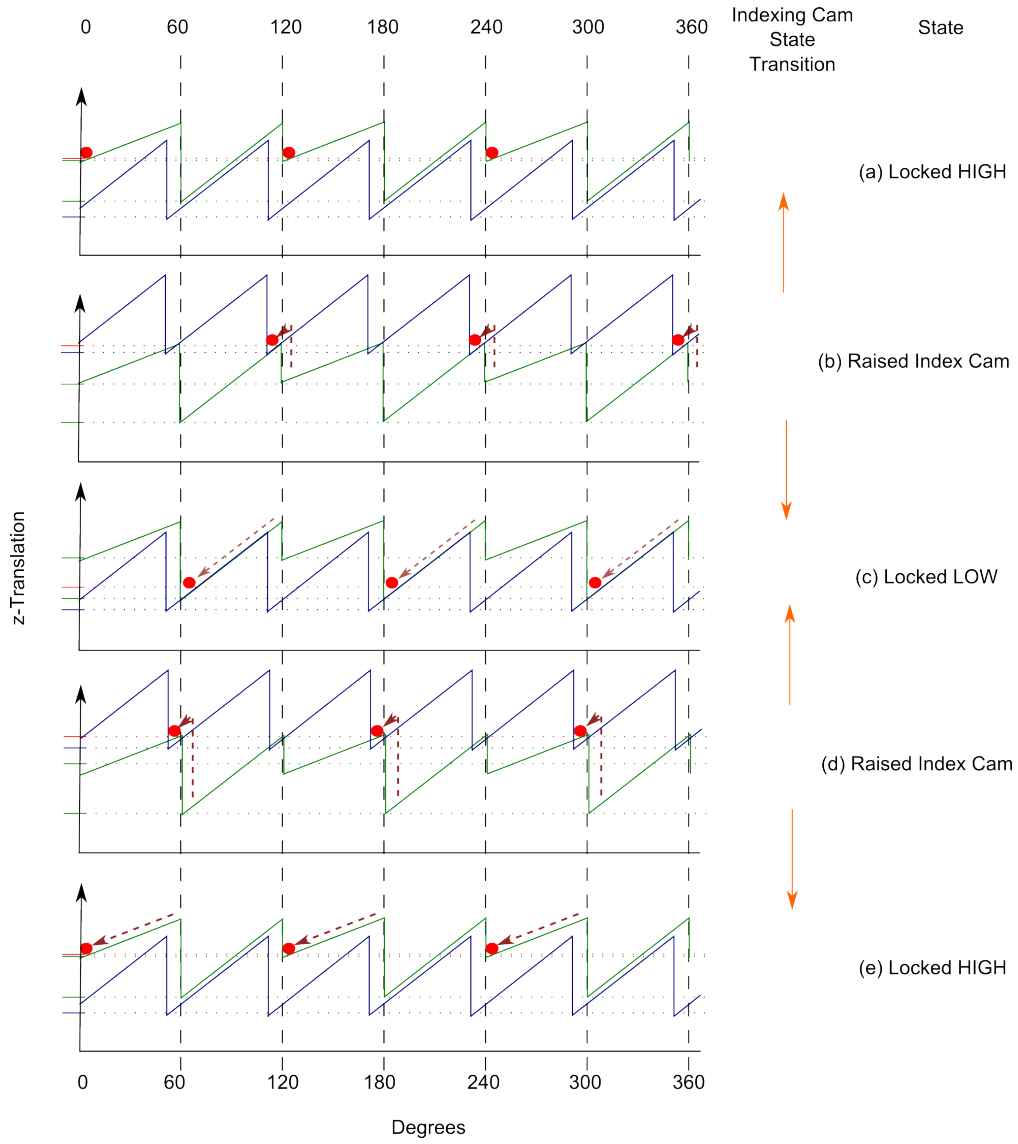 Indexing Cam
State
Transition
State
0 60 120 180 240 300 360
(a) Locked HIGH
(b) Raised Index Cam
(c) Locked LOW
z-Translation
(d) Raised Index Cam
(e) Locked HIGH
0 60 120 180 240 300 360
Degrees